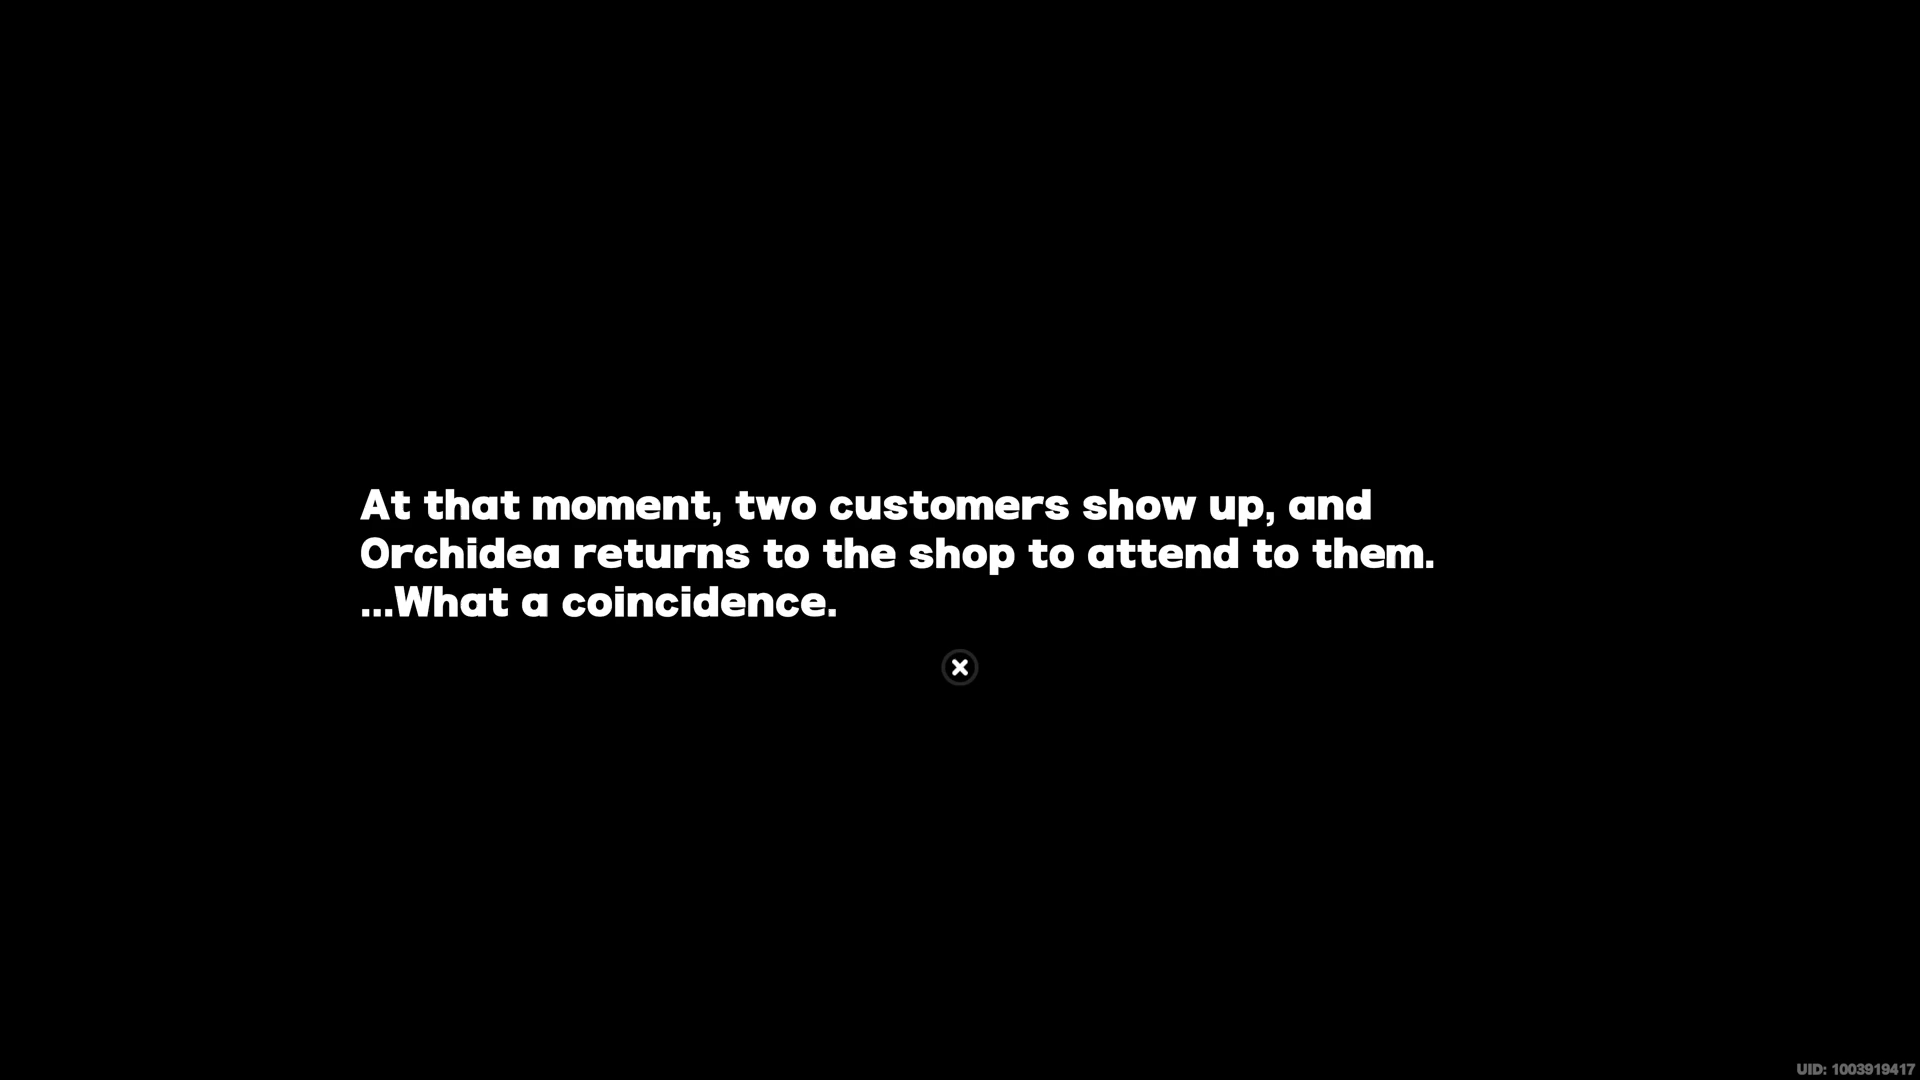 At that moment, two customers show up, and
Orchidea returns to the shop to attend to them.
...What a coincidence.
UID: 1003919417